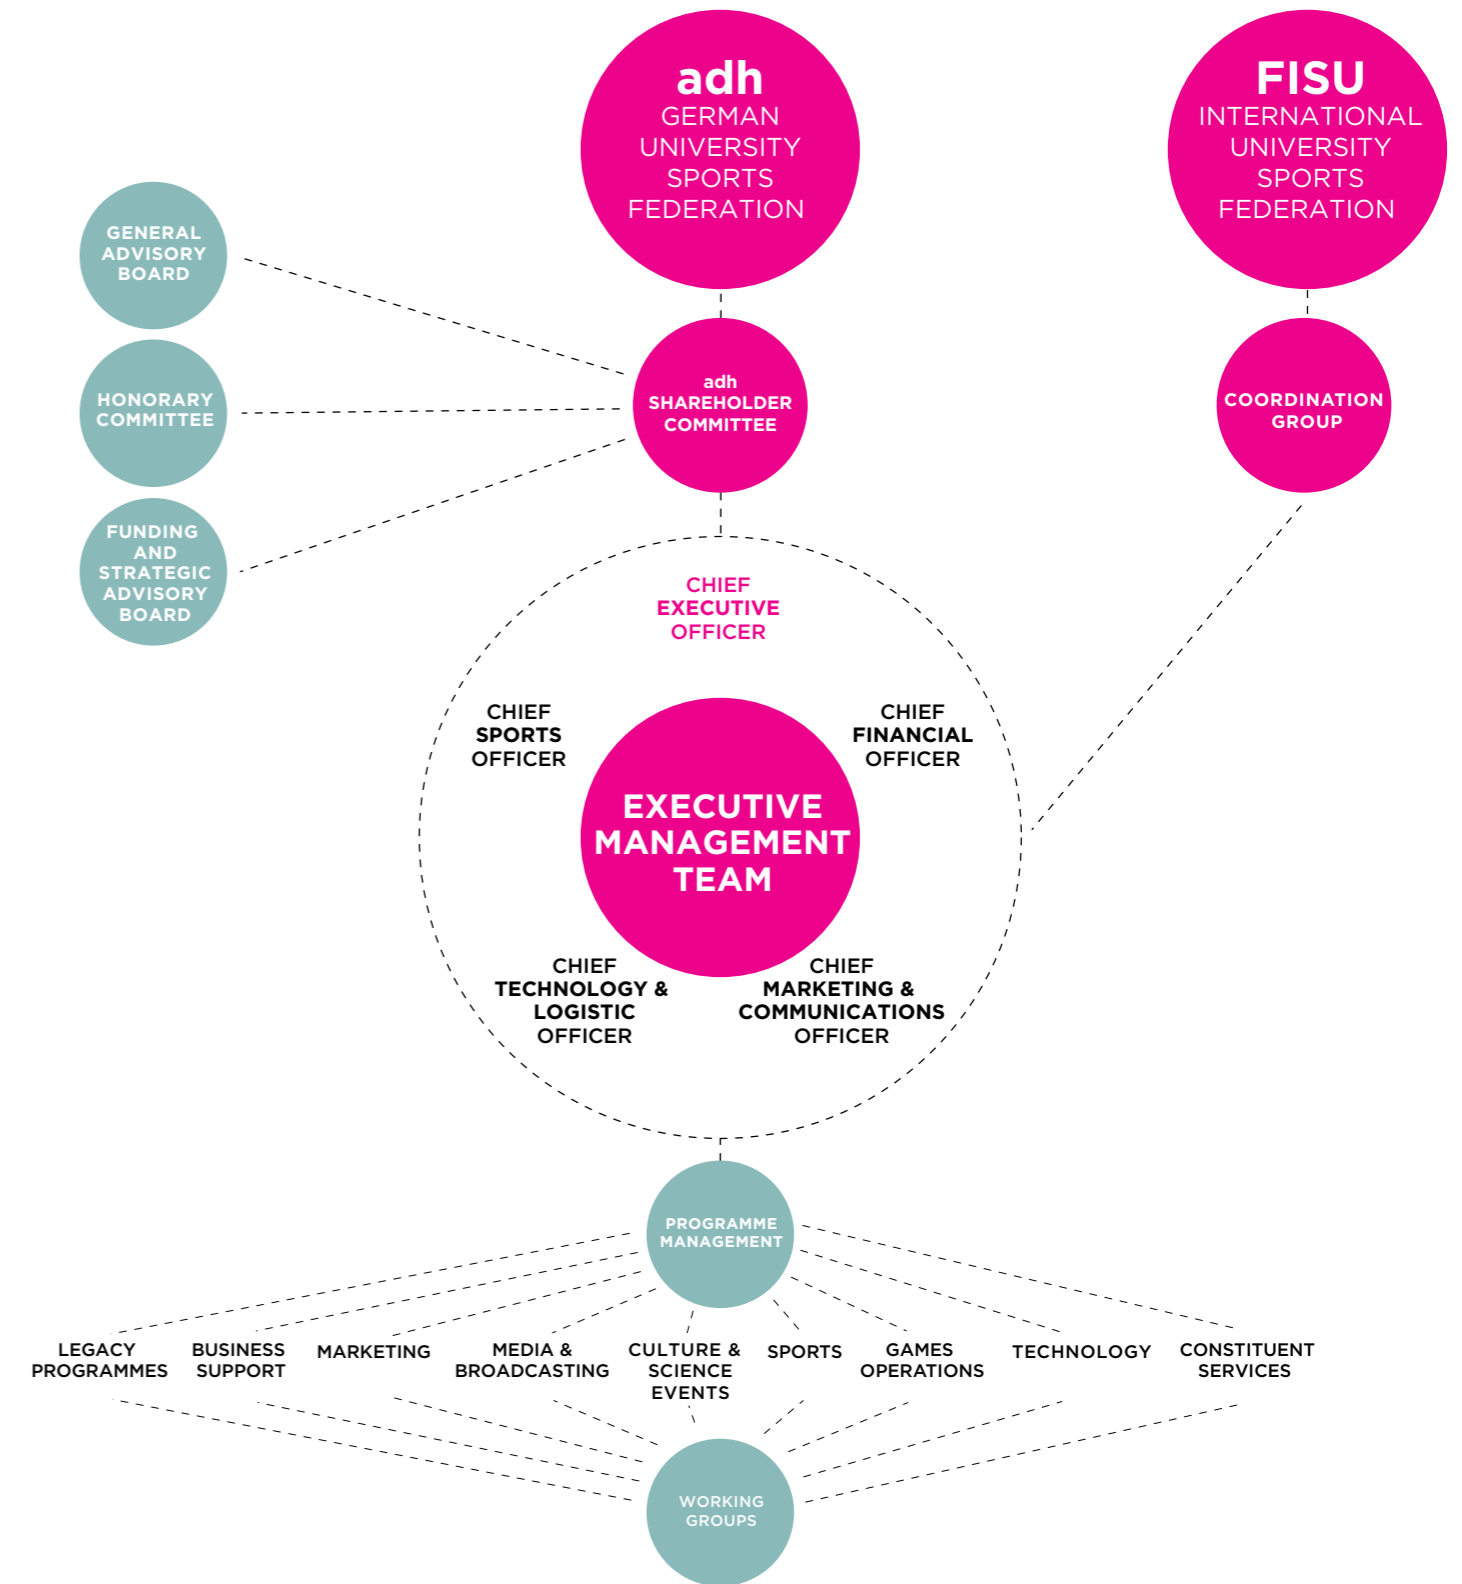 adh
GERMAN
UNIVERSITY
SPORTS
FEDERATION
FISU
INTERNATIONAL
UNIVERSITY
SPORTS
FEDERATION
GENERAL
ADVISORY
BOARD
HONORARY
COMMITTEE
FUNDING
AND
STRATEGIC
ADVISORY
BOARD
adh
SHAREHOLDER
COMMITTEE
COORDINATION
GROUP
CHIEF
EXECUTIVE
OFFICER
CHIEF
SPORTS
OFFICER
CHIEF
FINANCIAL
OFFICER
EXECUTIVE
MANAGEMENT
TEAM
CHIEF
TECHNOLOGY &
LOGISTIC
OFFICER
CHIEF
MARKETING &
COMMUNICATIONS
OFFICER
PROGRAMME
MANAGEMENT
LEGACY
PROGRAMMES
BUSINESS
SUPPORT
MARKETING
MEDIA &
BROADCASTING
CULTURE &
SCIENCE
EVENTS
SPORTS
GAMES
OPERATIONS
TECHNOLOGY
CONSTITUENT
SERVICES
WORKING
GROUPS